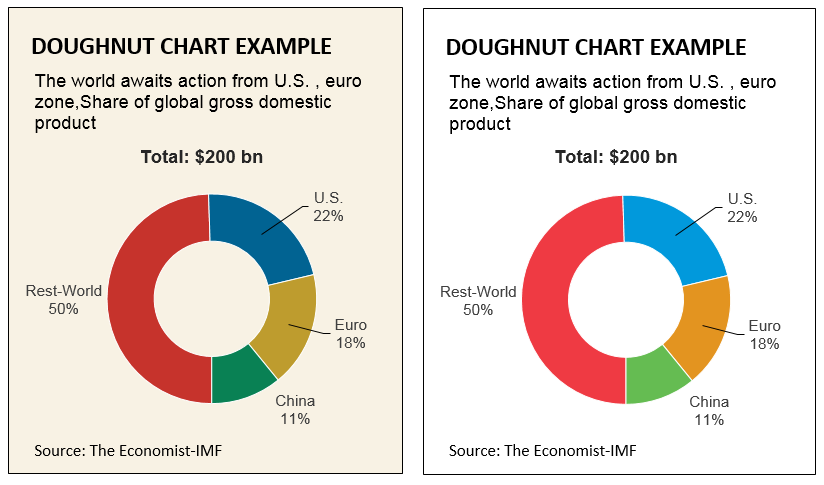 DOUGHNUT CHART EXAMPLE
The world awaits action from U.S. , euro
zone,Share of global gross domestic
product
Total: $200 bn
U.S.
22%
Rest-World
50%
Euro
18%
China
11%
Source: The Economist-IMF
DOUGHNUT CHART EXAMPLE
The world awaits action from U.S. , euro
zone,Share of global gross domestic
product
Total: $200 bn
U.S.
22%
Rest-World
50%
Euro
18%
China
11%
Source: The Economist-IMF